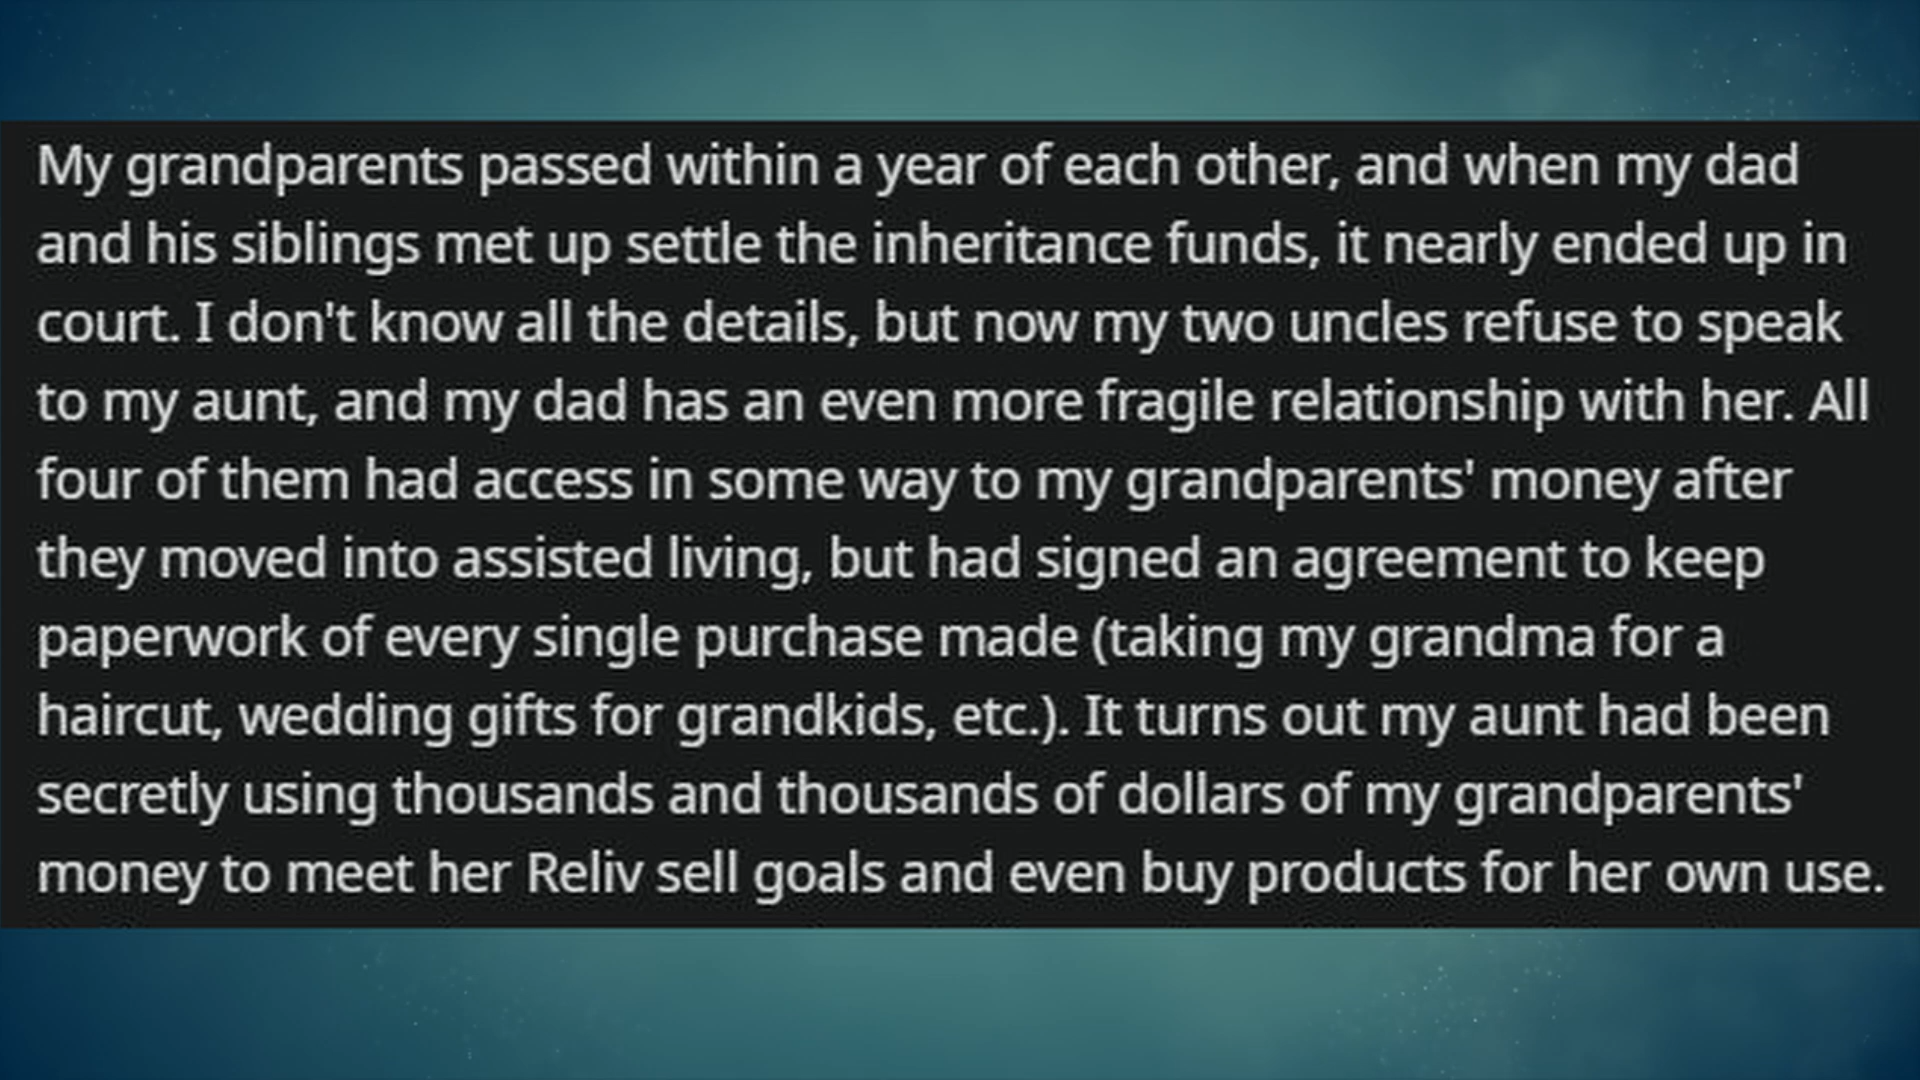 My grandparents passed within a year of each other, and when my dad
and his siblings met up settle the inheritance funds, it nearly ended up in
court. I don't know all the details, but now my two uncles refuse to speak
to my aunt, and my dad has an even more fragile relationship with her. All
four of them had access in some way to my grandparents' money after
they moved into assisted living, but had signed an agreement to keep
paperwork of every single purchase made (taking my grandma for a
haircut, wedding gifts for grandkids, etc.). It turns out my aunt had been
secretly using thousands and thousands of dollars of my grandparents'
money to meet her Reliv sell goals and even buy products for her own use.